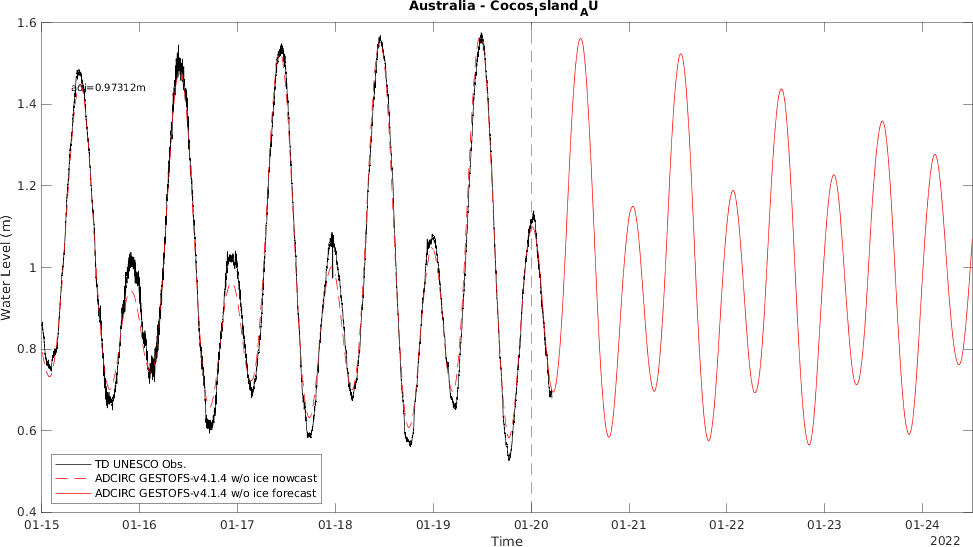 Australia - Cocos_Island_AU
1.6
adj=0.97312m
1.4
1.2
Water Level (m)
1
0.8
0.6
TD UNESCO Obs.
ADCIRC GESTOFS-v4.1.4 w/o ice nowcast
ADCIRC GESTOFS-v4.1.4 w/o ice forecast
0.4
01-15 01-16 01-17 01-18 01-19 01-20 01-21 01-22 01-23 01-24
Time
2022